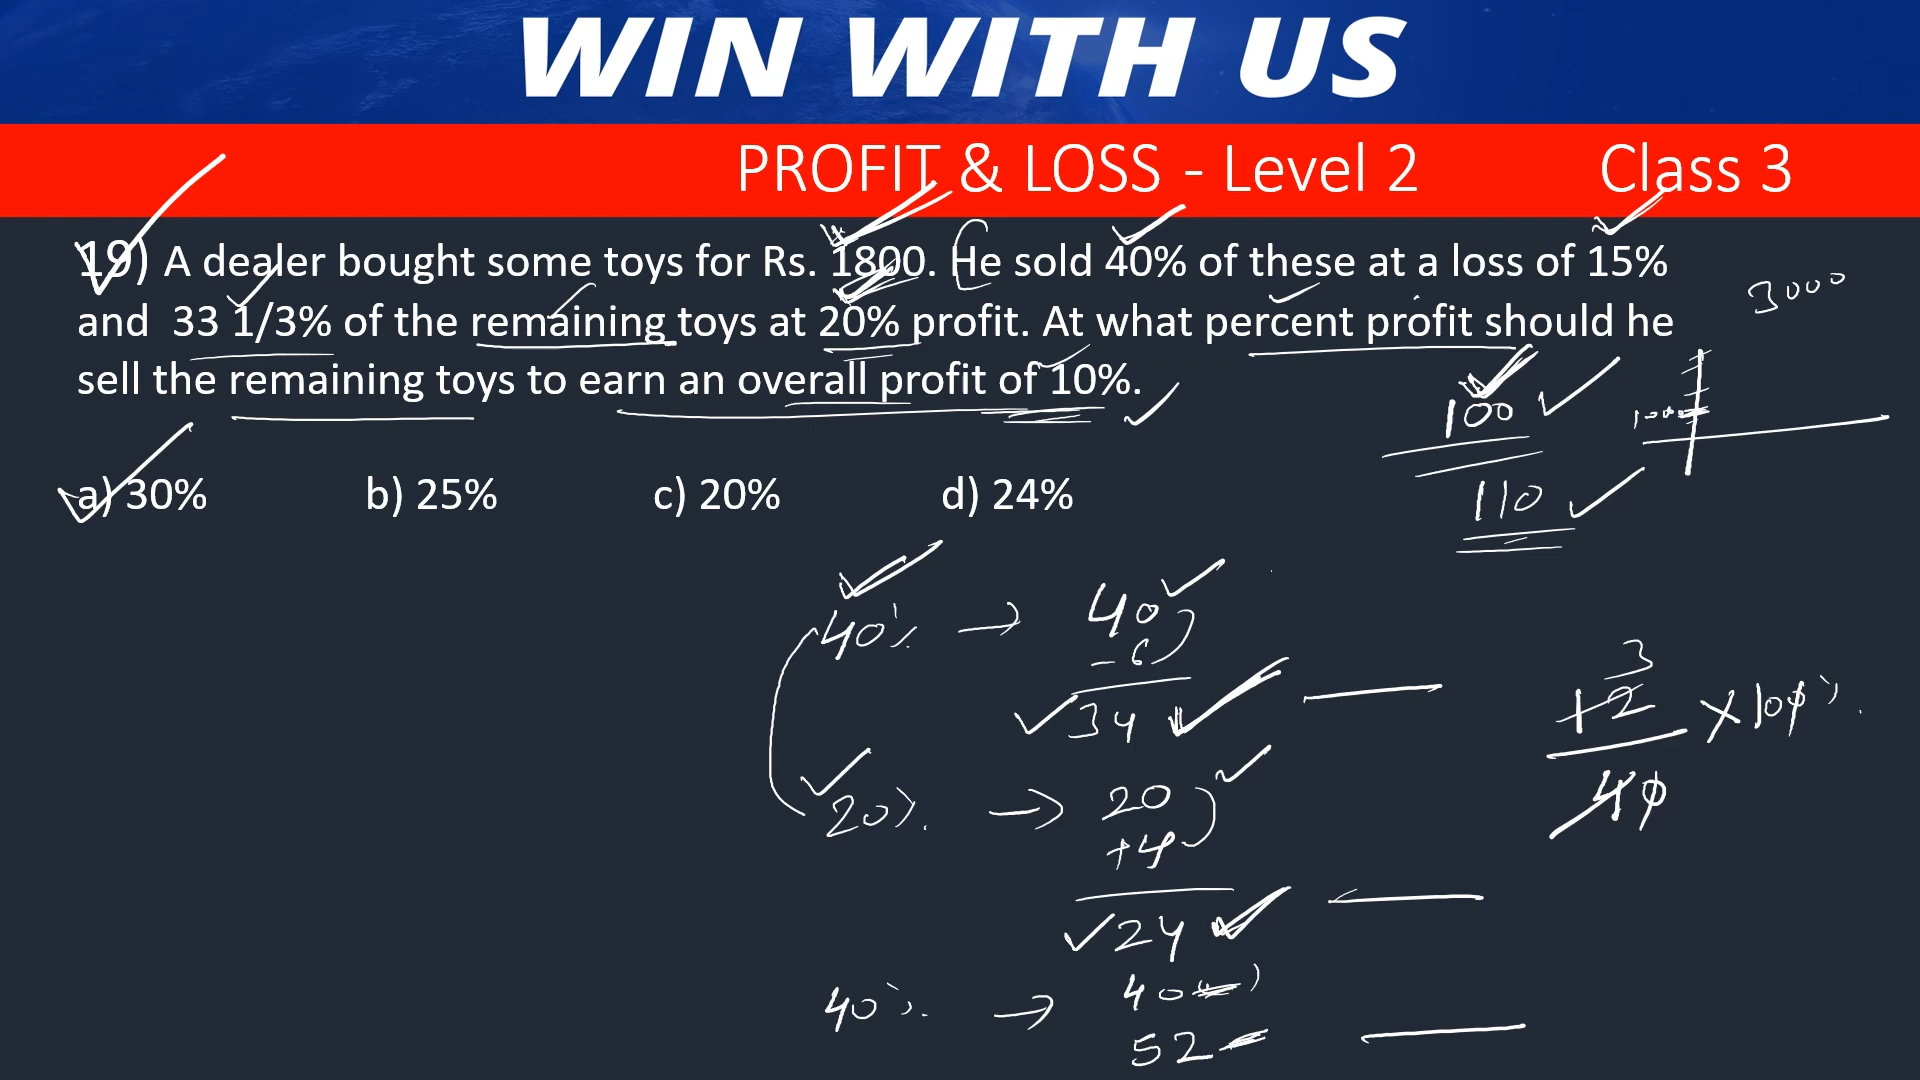 WIN WITH US
PROFIT & LOSS - Level 2 Class 3
19) A dealer bought some toys for Rs. 1800. He sold 40% of these at a loss of 15%
and 33 1/3% of the remaining toys at 20% profit. At what percent profit should he
sell the remaining toys to earn an overall profit of 10%.
3000
100
1000
110
a) 30% b) 25% c) 20% d) 24%
40% → 40
- 6
34
20% → 20
+4
24
40% → 40
52
3
12 × 100%
40